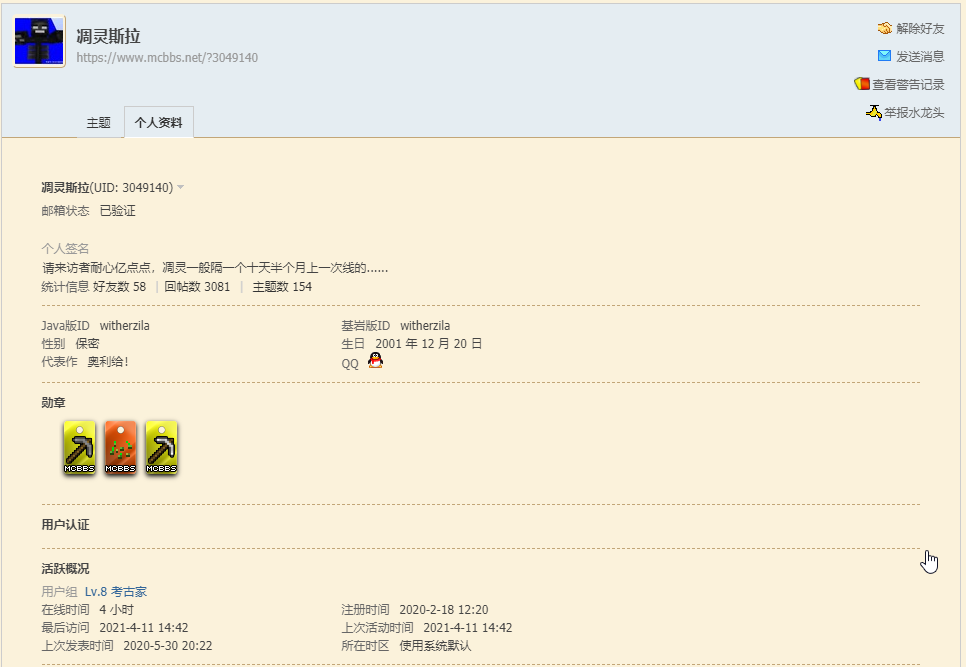 凋灵斯拉
https://www.mcbbs.net/?3049140
解除好友
发送消息
查看警告记录
举报水龙头
主题 个人资料
凋灵斯拉(UID: 3049140)
邮箱状态 已验证
个人签名
请来访者耐心亿点点，凋灵一般隔一个十天半个月上一次线的......
统计信息 好友数 58 | 回帖数 3081 | 主题数 154
Java版ID witherzila 基岩版ID witherzila
性别 保密 生日 2001 年 12 月 20 日
代表作 奥利给！ QQ
勋章
MCBBS MCBBS MCBBS
用户认证
活跃概况
用户组 Lv.8 考古家
在线时间 4 小时 注册时间 2020-2-18 12:20
最后访问 2021-4-11 14:42 上次活动时间 2021-4-11 14:42
上次发表时间 2020-5-30 20:22 所在时区 使用系统默认